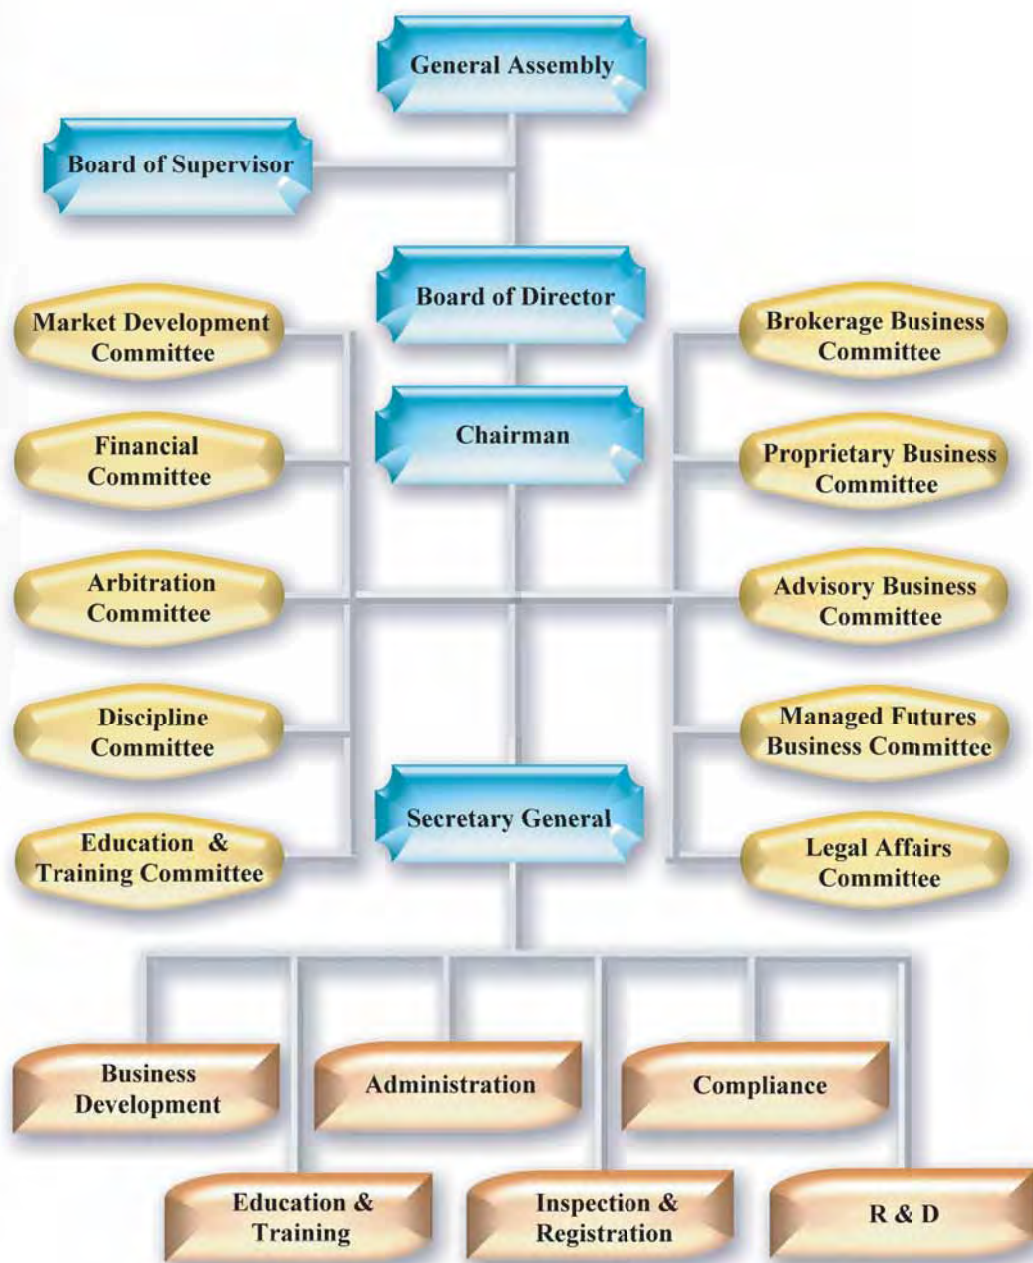 General Assembly
Board of Supervisor
Board of Director
Market Development
Committee
Brokerage Business
Committee
Chairman
Financial
Committee
Proprietary Business
Committee
Arbitration
Committee
Advisory Business
Committee
Discipline
Committee
Managed Futures
Business Committee
Secretary General
Education &
Training Committee
Legal Affairs
Committee
Business
Development
Administration
Compliance
Education &
Training
Inspection &
Registration
R & D